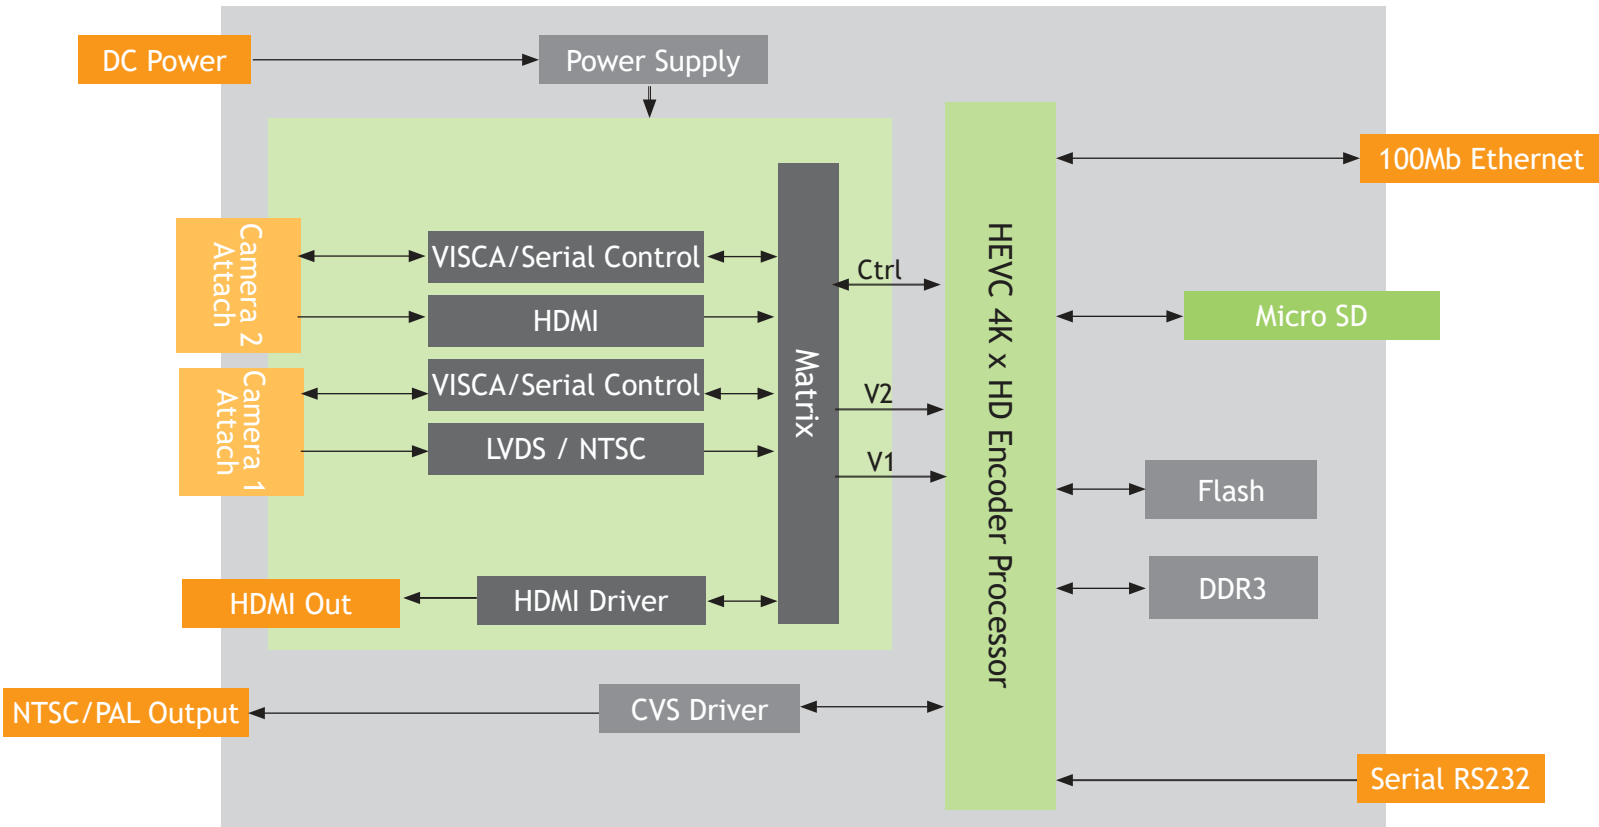 DC Power
Power Supply
100Mb Ethernet
Camera 2
Attach
VISCA/Serial Control
HDMI
Ctrl
Micro SD
Camera 1
Attach
VISCA/Serial Control
LVDS / NTSC
Matrix
V2
V1
HEVC 4K x HD Encoder Processor
Flash
DDR3
HDMI Out
HDMI Driver
NTSC/PAL Output
CVS Driver
Serial RS232